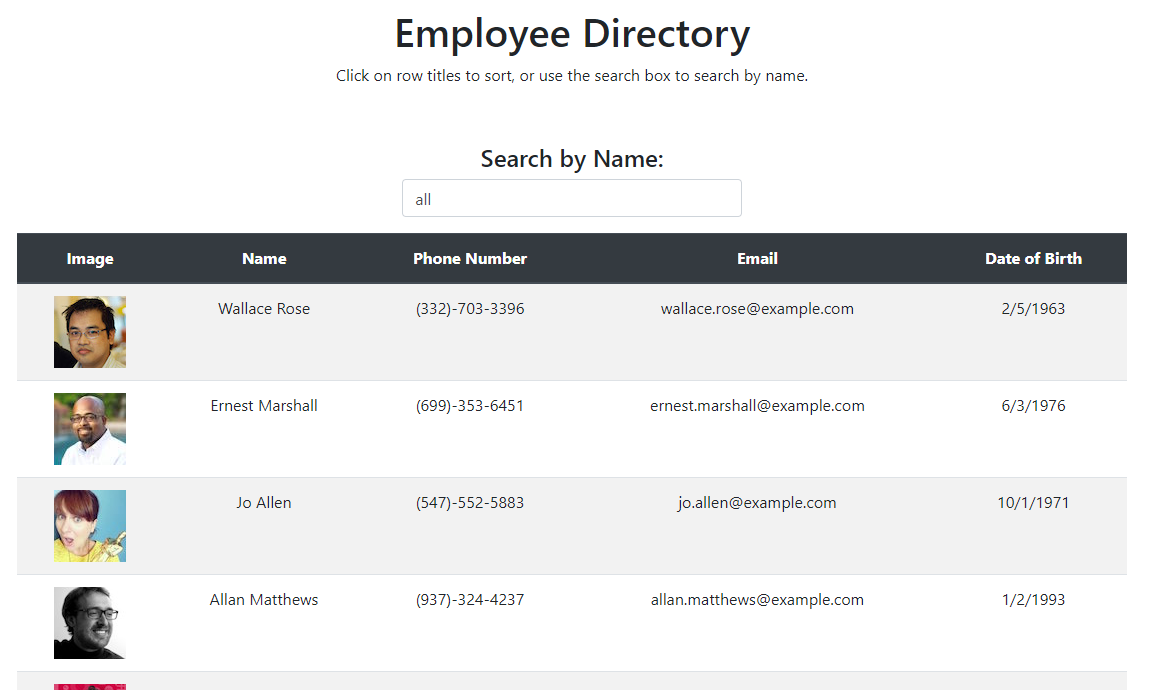 Employee Directory
Click on row titles to sort, or use the search box to search by name.
Search by Name:
all
Image Name Phone Number Email Date of Birth
Wallace Rose (332)-703-3396 wallace.rose@example.com 2/5/1963
Ernest Marshall (699)-353-6451 ernest.marshall@example.com 6/3/1976
Jo Allen (547)-552-5883 jo.allen@example.com 10/1/1971
Allan Matthews (937)-324-4237 allan.matthews@example.com 1/2/1993